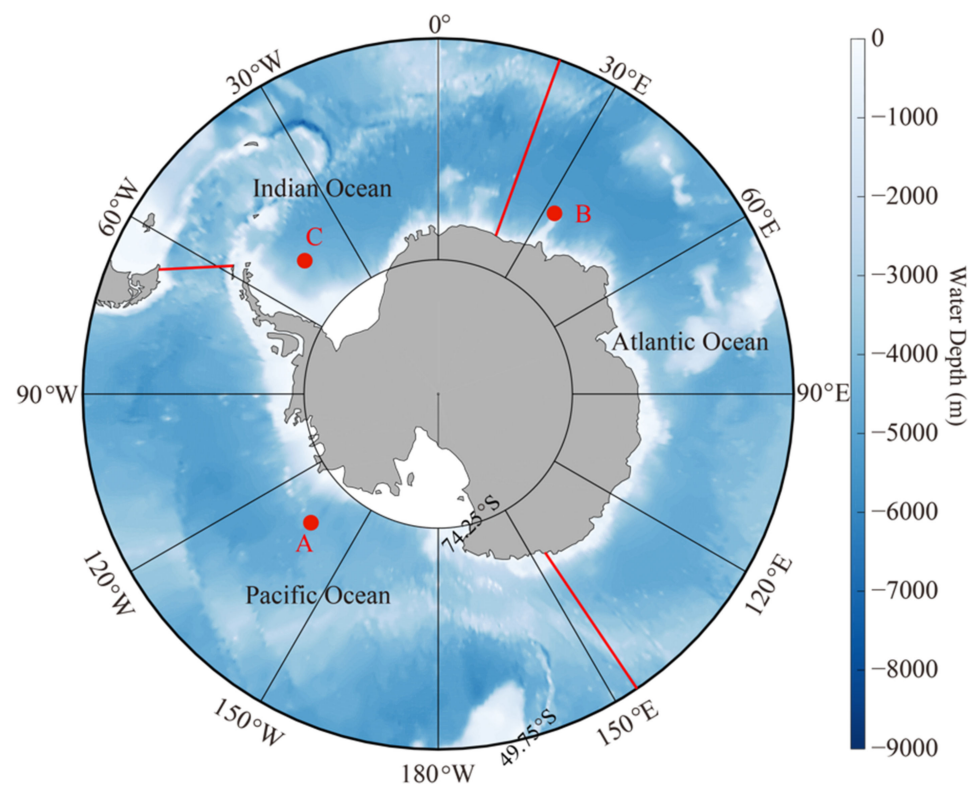 0°
30°W
30°E
60°W
60°E
90°W
90°E
120°W
120°E
150°W
150°E
180°W
Indian Ocean
C
B
Atlantic Ocean
A
Pacific Ocean
74.25°S
49.75°S
0
−1000
−2000
−3000
−4000
−5000
−6000
−7000
−8000
−9000
Water Depth (m)